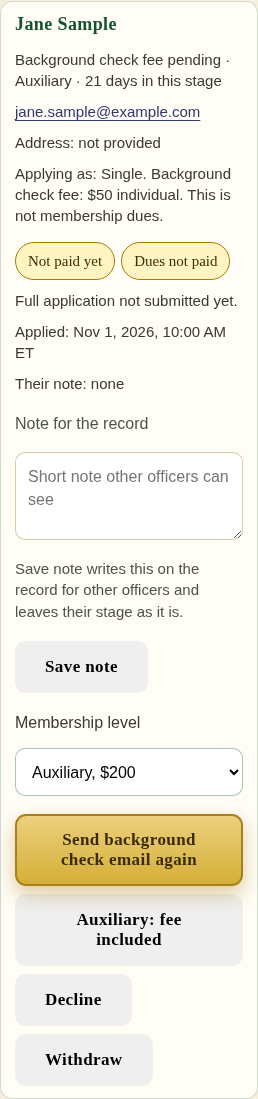 Jane Sample
Background check fee pending ·
Auxiliary · 21 days in this stage
jane.sample@example.com
Address: not provided
Applying as: Single. Background
check fee: $50 individual. This is
not membership dues.
Not paid yet
Dues not paid
Full application not submitted yet.
Applied: Nov 1, 2026, 10:00 AM
ET
Their note: none
Note for the record
Short note other officers can
see
Save note writes this on the
record for other officers and
leaves their stage as it is.
Save note
Membership level
Auxiliary, $200
Send background
check email again
Auxiliary: fee
included
Decline
Withdraw